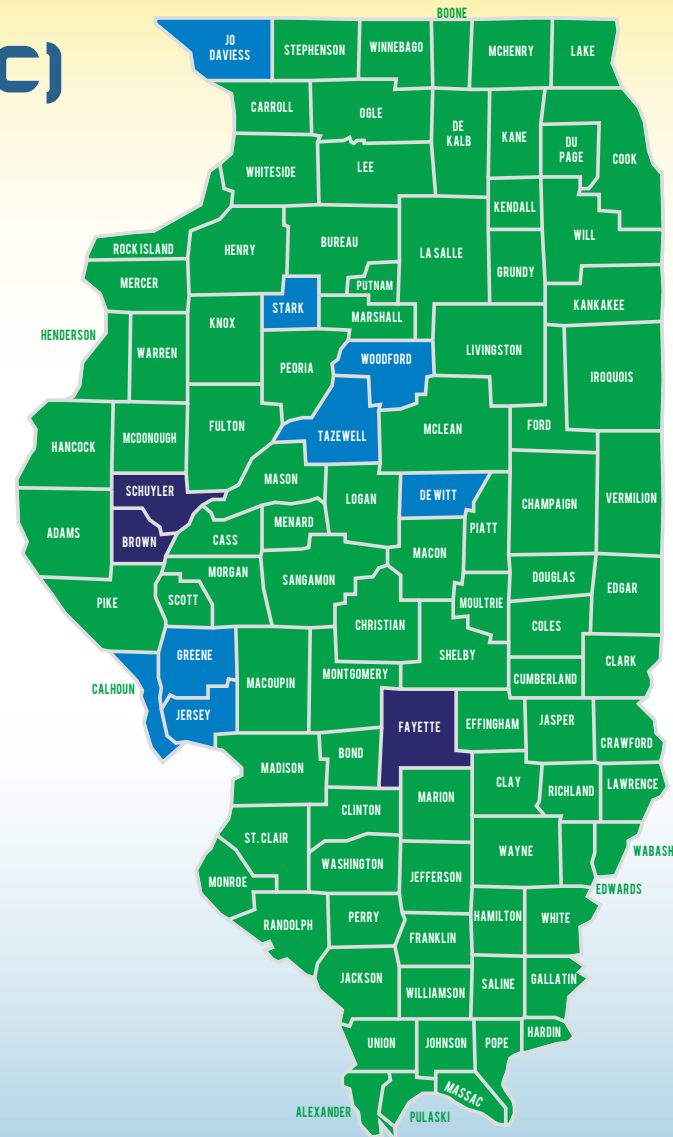 BOONE
C)
JO
DAVIESS
STEPHENSON
WINNEBAGO
MCHENRY
LAKE
CARROLL
OGLE
DE
KALB
KANE
DU
PAGE
COOK
WHITESIDE
LEE
KENDALL
ROCK ISLAND
HENRY
BUREAU
LA SALLE
WILL
GRUNDY
MERCER
PUTNAM
STARK
MARSHALL
KANKAKEE
HENDERSON
KNOX
WARREN
PEORIA
WOODFORD
LIVINGSTON
IROQUOIS
HANCOCK
MCDONOUGH
FULTON
TAZEWELL
MCLEAN
FORD
SCHUYLER
MASON
LOGAN
DE WITT
CHAMPAIGN
VERMILION
ADAMS
BROWN
CASS
MENARD
PIATT
MACON
MORGAN
SANGAMON
DOUGLAS
EDGAR
PIKE
SCOTT
CHRISTIAN
MOULTRIE
COLES
GREENE
MACOUPIN
MONTGOMERY
SHELBY
CUMBERLAND
CLARK
CALHOUN
JERSEY
FAYETTE
EFFINGHAM
JASPER
CRAWFORD
MADISON
BOND
MARION
CLAY
RICHLAND
LAWRENCE
CLINTON
ST. CLAIR
WASHINGTON
WAYNE
WABASH
MONROE
JEFFERSON
EDWARDS
RANDOLPH
PERRY
FRANKLIN
HAMILTON
WHITE
JACKSON
WILLIAMSON
SALINE
GALLATIN
UNION
JOHNSON
POPE
HARDIN
ALEXANDER
PULASKI
MASSAC